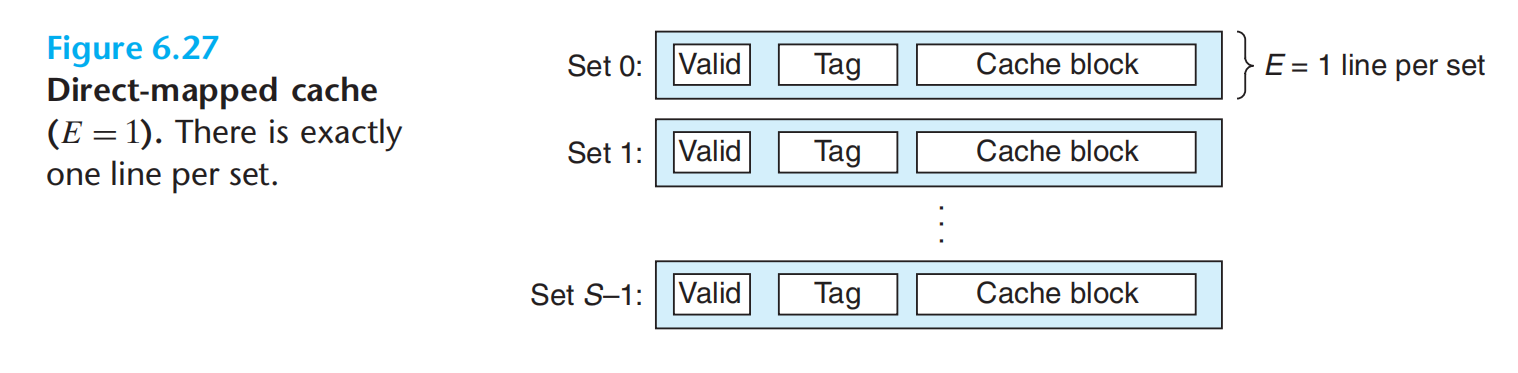 Figure 6.27
Direct-mapped cache
(E = 1). There is exactly
one line per set.
Set 0: Valid Tag Cache block E = 1 line per set
Set 1: Valid Tag Cache block
Set S–1: Valid Tag Cache block